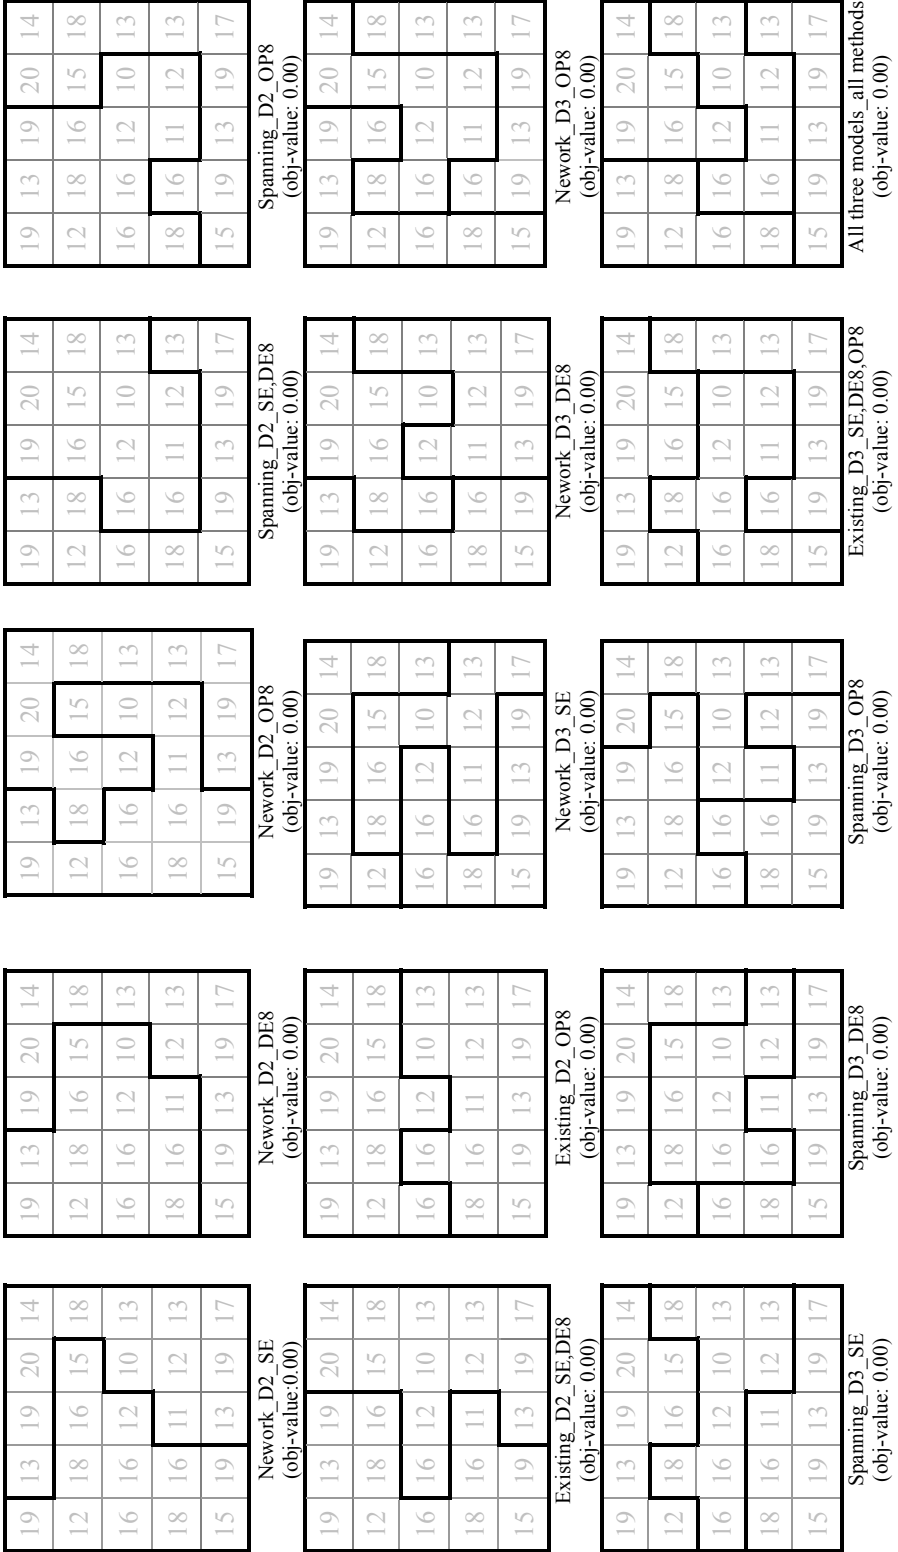 19 13 19 20 14
12 18 16 15 18
16 16 12 10 13
18 16 11 12 13
15 19 13 19 17
Nework_D2_SE
(obj-value:0.00)
19 13 19 20 14
12 18 16 15 18
16 16 12 10 13
18 16 11 12 13
15 19 13 19 17
Nework_D2_DE8
(obj-value: 0.00)
19 13 19 20 14
12 18 16 15 18
16 16 12 10 13
18 16 11 12 13
15 19 13 19 17
Nework_D2_OP8
(obj-value: 0.00)
19 13 19 20 14
12 18 16 15 18
16 16 12 10 13
18 16 11 12 13
15 19 13 19 17
Spanning_D2_SE,DE8
(obj-value: 0.00)
19 13 19 20 14
12 18 16 15 18
16 16 12 10 13
18 16 11 12 13
15 19 13 19 17
Spanning_D2_OP8
(obj-value: 0.00)
19 13 19 20 14
12 18 16 15 18
16 16 12 10 13
18 16 11 12 13
15 19 13 19 17
Existing_D2_SE,DE8
(obj-value: 0.00)
19 13 19 20 14
12 18 16 15 18
16 16 12 10 13
18 16 11 12 13
15 19 13 19 17
Existing_D2_OP8
(obj-value: 0.00)
19 13 19 20 14
12 18 16 15 18
16 16 12 10 13
18 16 11 12 13
15 19 13 19 17
Nework_D3_SE
(obj-value: 0.00)
19 13 19 20 14
12 18 16 15 18
16 16 12 10 13
18 16 11 12 13
15 19 13 19 17
Nework_D3_DE8
(obj-value: 0.00)
19 13 19 20 14
12 18 16 15 18
16 16 12 10 13
18 16 11 12 13
15 19 13 19 17
Nework_D3_OP8
(obj-value: 0.00)
19 13 19 20 14
12 18 16 15 18
16 16 12 10 13
18 16 11 12 13
15 19 13 19 17
Spanning_D3_SE
(obj-value: 0.00)
19 13 19 20 14
12 18 16 15 18
16 16 12 10 13
18 16 11 12 13
15 19 13 19 17
Spanning_D3_DE8
(obj-value: 0.00)
19 13 19 20 14
12 18 16 15 18
16 16 12 10 13
18 16 11 12 13
15 19 13 19 17
Spanning_D3_OP8
(obj-value: 0.00)
19 13 19 20 14
12 18 16 15 18
16 16 12 10 13
18 16 11 12 13
15 19 13 19 17
Existing_D3_SE,DE8,OP8
(obj-value: 0.00)
19 13 19 20 14
12 18 16 15 18
16 16 12 10 13
18 16 11 12 13
15 19 13 19 17
All three models_all methods
(obj-value: 0.00)